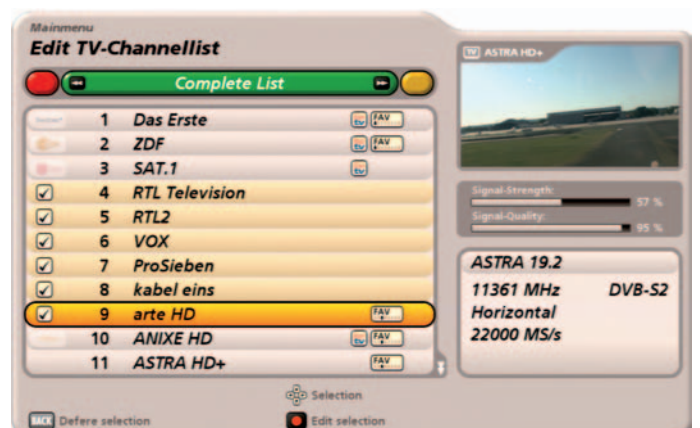 Mainmenu
Edit TV-Channellist
Complete List
1 Das Erste FAV
2 ZDF FAV
3 SAT.1
4 RTL Television
5 RTL2
6 VOX
7 ProSieben
8 kabel eins
9 arte HD FAV
10 ANIXE HD FAV
11 ASTRA HD+ FAV
TV ASTRA HD+
Signal-Strength:
57 %
Signal-Quality:
95 %
ASTRA 19.2
11361 MHz DVB-S2
Horizontal
22000 MS/s
Selection
BACK Defere selection
Edit selection